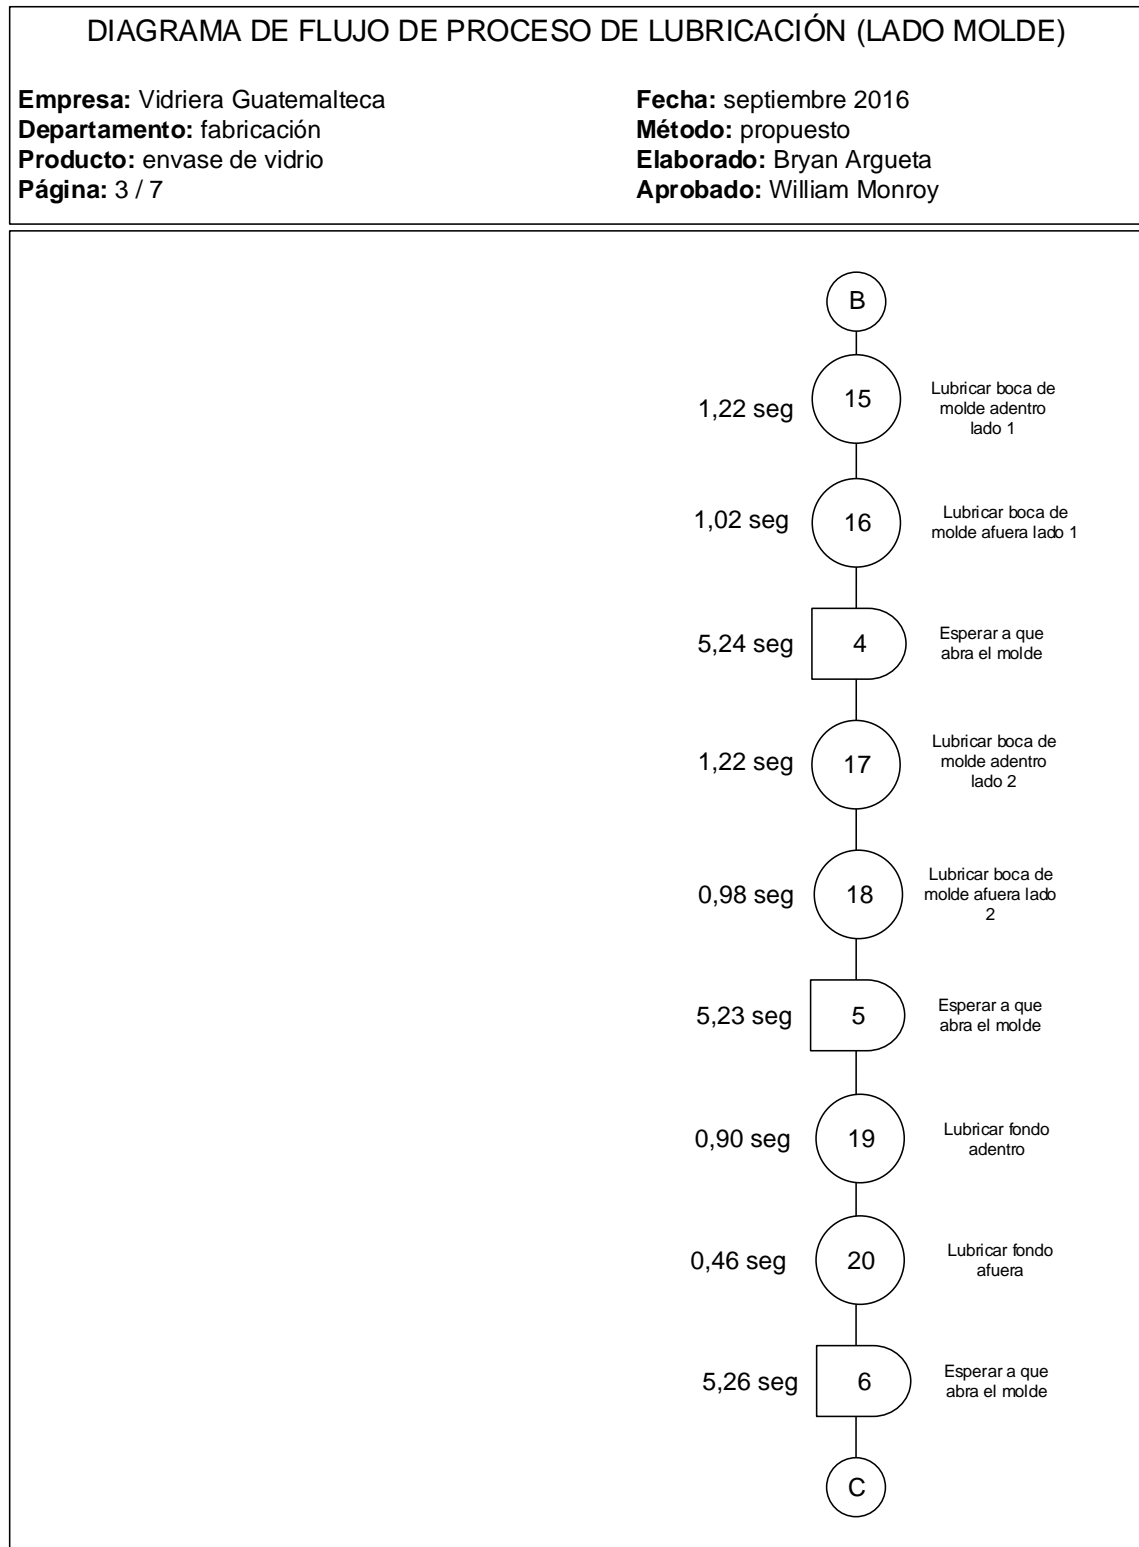 DIAGRAMA DE FLUJO DE PROCESO DE LUBRICACIÓN (LADO MOLDE)
Empresa: Vidriera Guatemalteca
Departamento: fabricación
Producto: envase de vidrio
Página: 3 / 7
Fecha: septiembre 2016
Método: propuesto
Elaborado: Bryan Argueta
Aprobado: William Monroy
B
1,22 seg
15
Lubricar boca de
molde adentro
lado 1
1,02 seg
16
Lubricar boca de
molde afuera lado 1
5,24 seg
4
Esperar a que
abra el molde
1,22 seg
17
Lubricar boca de
molde adentro
lado 2
0,98 seg
18
Lubricar boca de
molde afuera lado
2
5,23 seg
5
Esperar a que
abra el molde
0,90 seg
19
Lubricar fondo
adentro
0,46 seg
20
Lubricar fondo
afuera
5,26 seg
6
Esperar a que
abra el molde
C